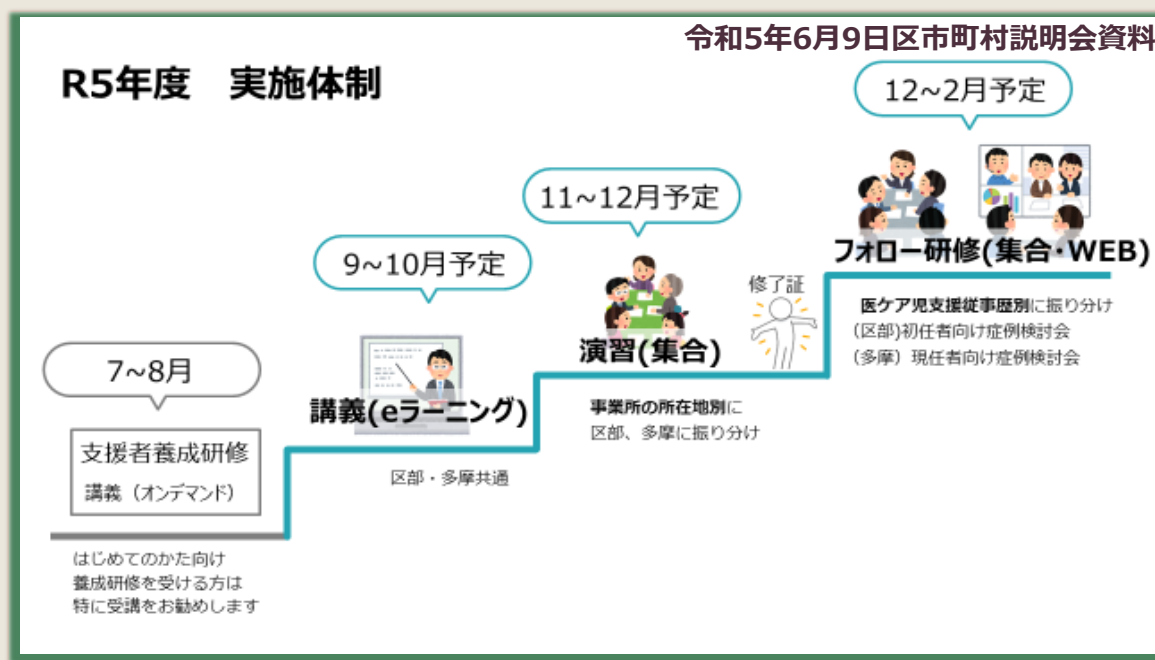 令和5年6月9日区市町村説明会資料
R5年度　実施体制
12~2月予定
11~12月予定
9~10月予定
フォロー研修(集合・WEB)
修了証
医ケア児支援従事歴別に振り分け
(区部)初任者向け症例検討会
(多摩）現任者向け症例検討会
演習(集合)
事業所の所在地別に
区部、多摩に振り分け
7~8月
講義(eラーニング)
区部・多摩共通
支援者養成研修
講義（オンデマンド）
はじめてのかた向け
養成研修を受ける方は
特に受講をお勧めします